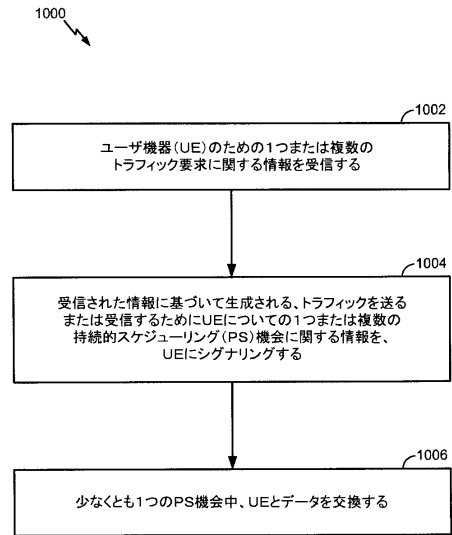 1000
1002
ユーザ機器(UE)のための1つまたは複数の
トラフィック要求に関する情報を受信する
1004
受信された情報に基づいて生成される、トラフィックを送る
または受信するためにUEについての1つまたは複数の
持続的スケジューリング(PS)機会に関する情報を、
UEにシグナリングする
1006
少なくとも1つのPS機会中、UEとデータを交換する